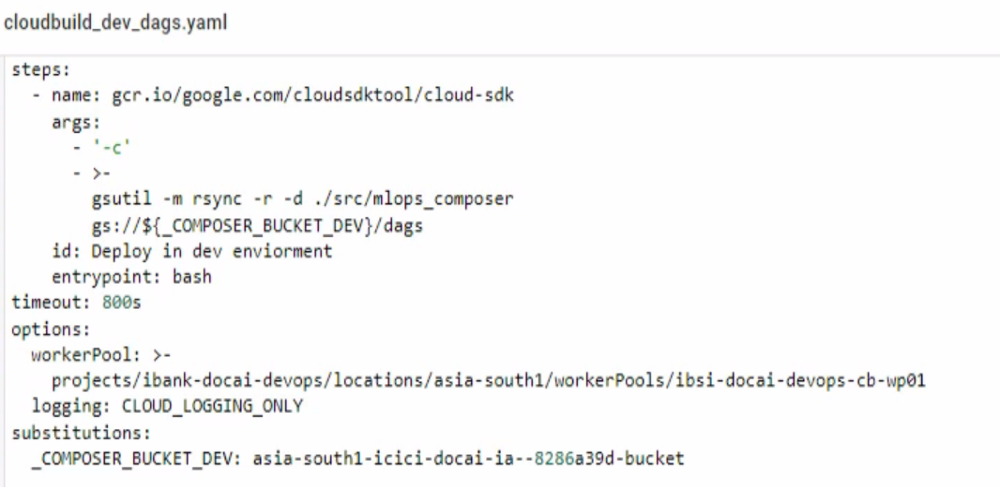 cloudbuild_dev_dags.yaml
steps:
  - name: gcr.io/google.com/cloudsdktool/cloud-sdk
    args:
      - '-c'
      - >-
        gsutil -m rsync -r -d ./src/mlops_composer
        gs://${_COMPOSER_BUCKET_DEV}/dags
    id: Deploy in dev enviorment
    entrypoint: bash
timeout: 800s
options:
  workerPool: >-
    projects/ibank-docai-devops/locations/asia-south1/workerPools/ibsi-docai-devops-cb-wp01
  logging: CLOUD_LOGGING_ONLY
substitutions:
  _COMPOSER_BUCKET_DEV: asia-south1-icici-docai-ia--8286a39d-bucket